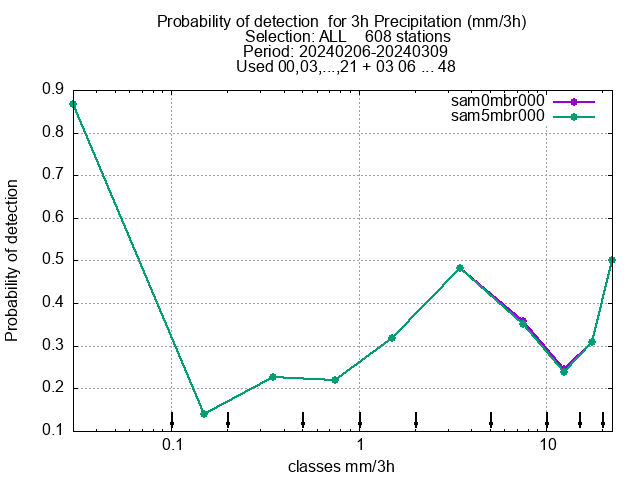 Probability of detection  for 3h Precipitation (mm/3h)
Selection: ALL    608 stations
Period: 20240206-20240309
Used 00,03,...,21 + 03 06 ... 48
sam0mbr000
sam5mbr000
0.9
0.8
0.7
0.6
0.5
0.4
0.3
0.2
0.1
Probability of detection
0.1 1 10
classes mm/3h